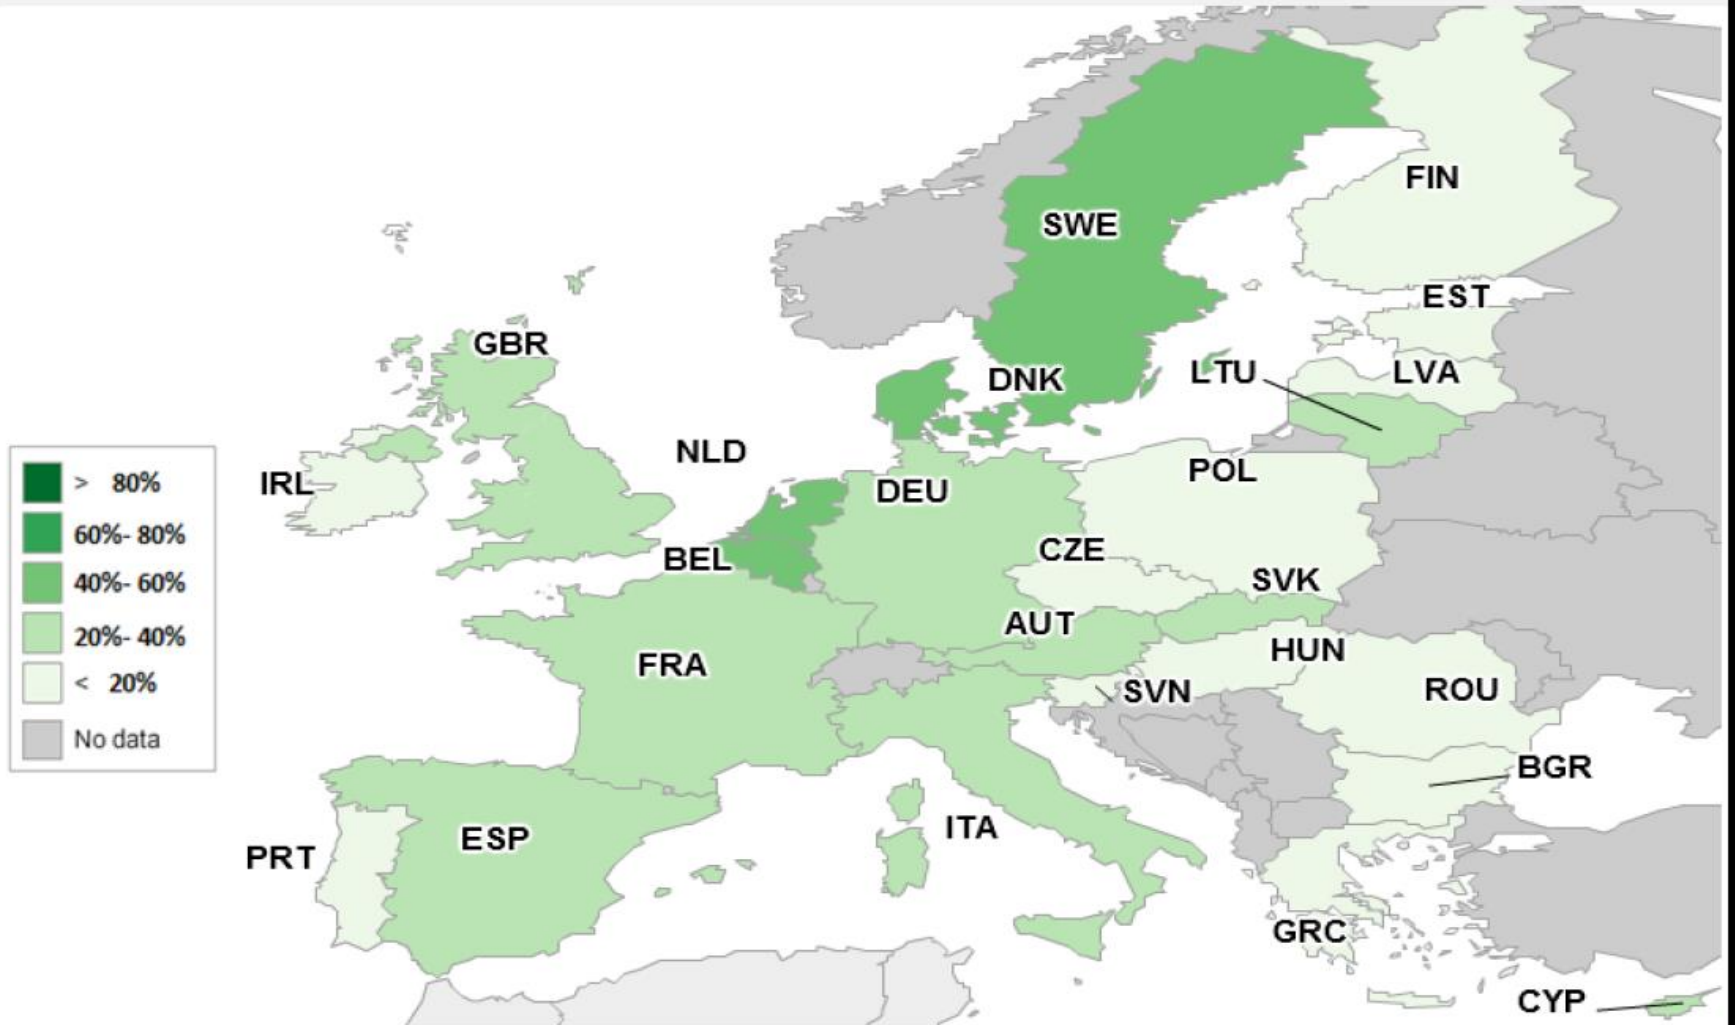 FIN
SWE
EST
GBR
DNK
LTU
LVA
NLD
POL
IRL
DEU
> 80%
60%- 80%
40%- 60%
20%- 40%
< 20%
No data
CZE
BEL
SVK
AUT
HUN
FRA
SVN
ROU
BGR
ESP
ITA
PRT
GRC
CYP